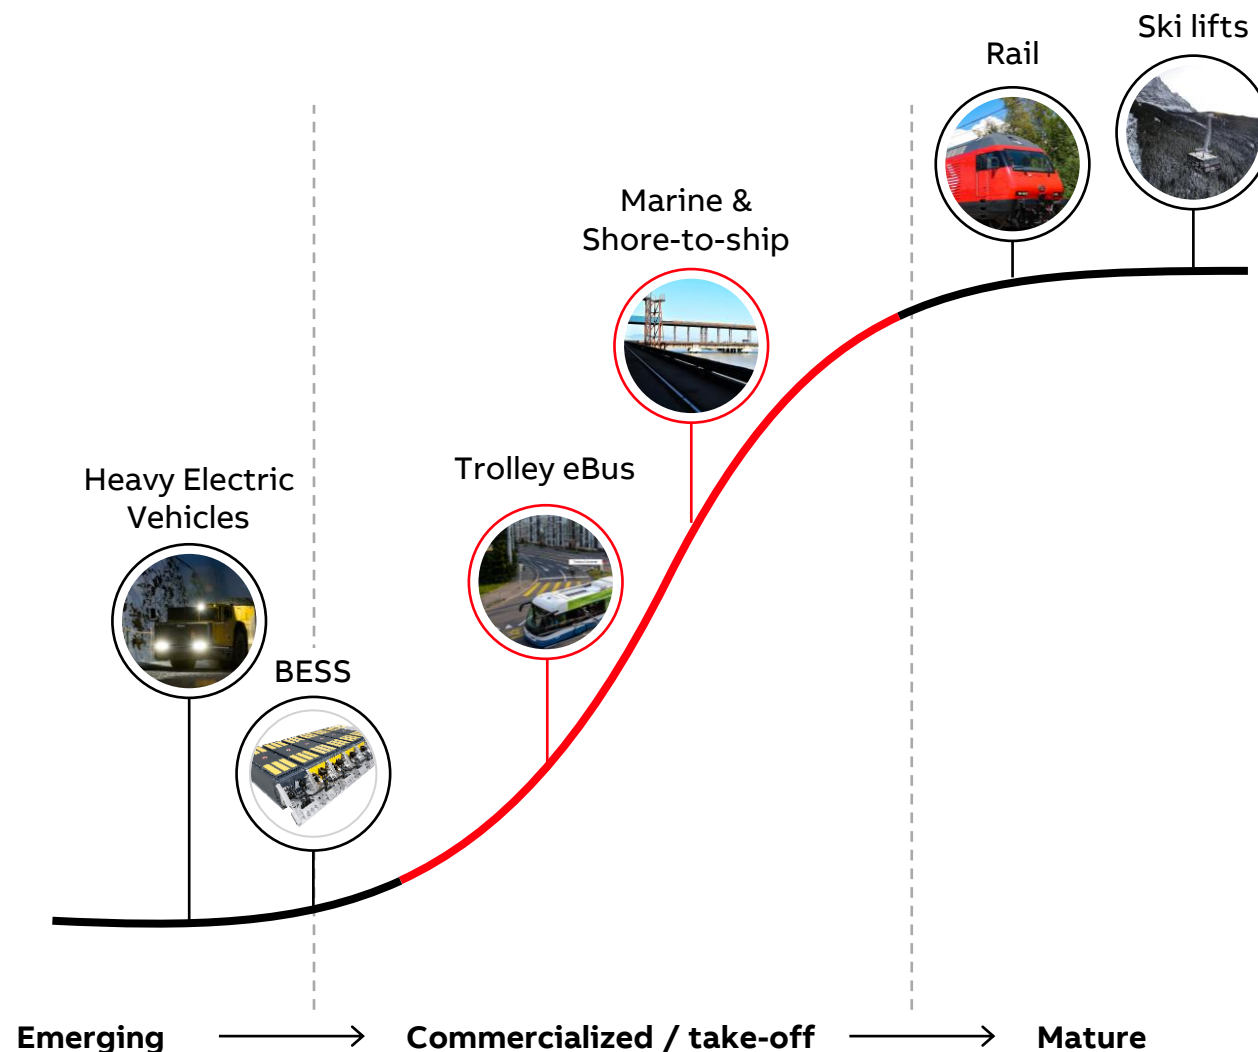 Ski lifts
Rail
Marine &
Shore-to-ship
Trolley eBus
Heavy Electric
Vehicles
BESS
Emerging
Commercialized / take-off
Mature